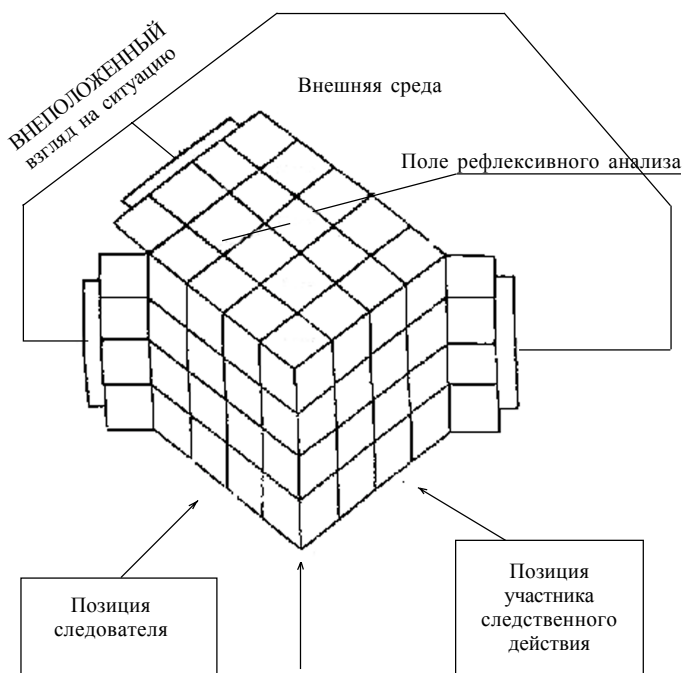 ВНЕПОЛОЖЕННЫЙ
взгляд на ситуацию
Внешняя среда
Поле рефлексивного анализа
Позиция
следователя
Позиция
участника
следственного
действия